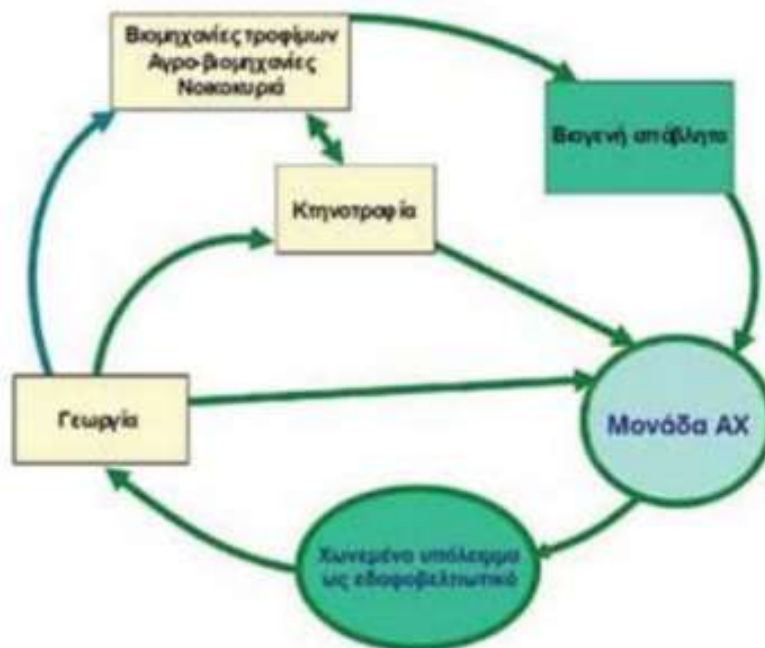 Βιομηχανίες τροφίμων
Αγρο-βιομηχανίες
Νοικοκυριά
Βιογενή απόβλητα
Κτηνοτροφία
Γεωργία
Μονάδα ΑΧ
Χωνεμένο υπόλειμμα
ως εδαφοβελτιωτικό